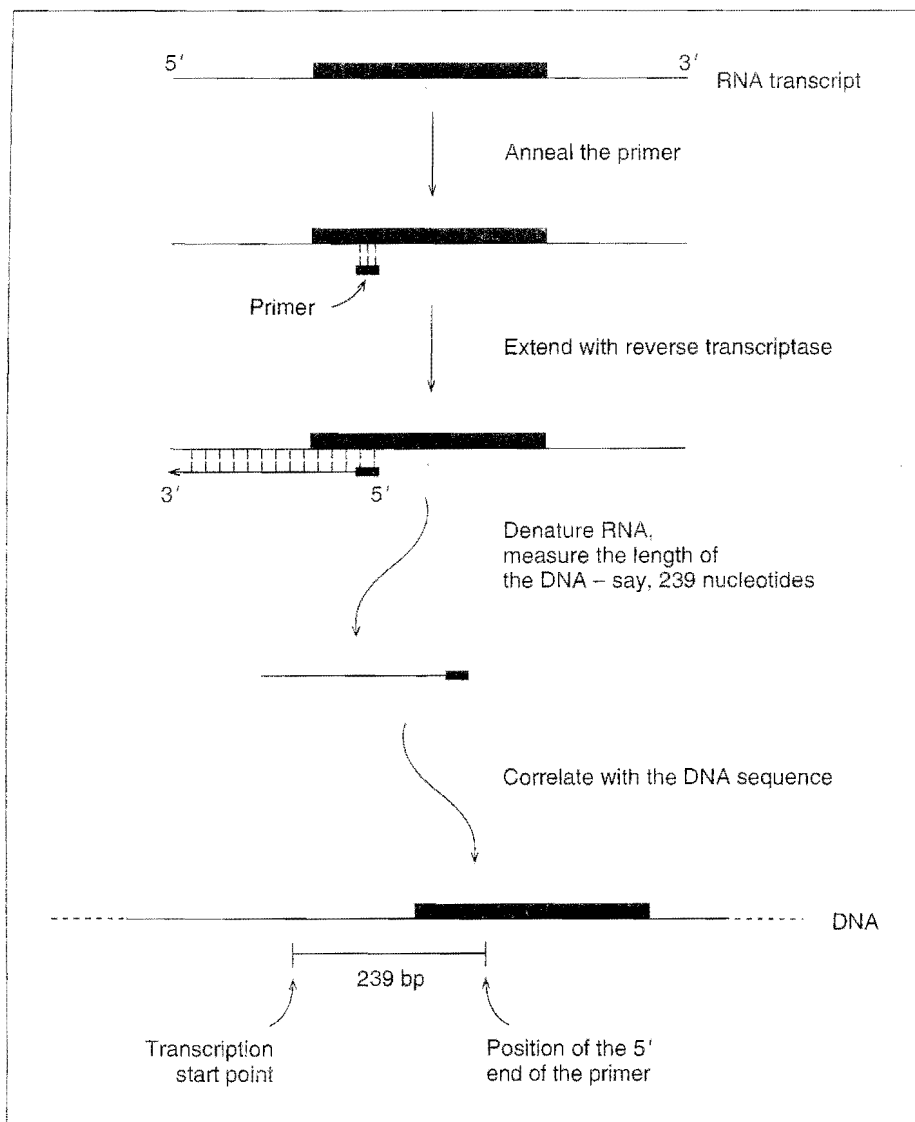 5′ 3′
RNA transcript
Anneal the primer
Primer
Extend with reverse transcriptase
3′ 5′
Denature RNA,
measure the length of
the DNA – say, 239 nucleotides
Correlate with the DNA sequence
DNA
239 bp
Transcription
start point
Position of the 5′
end of the primer